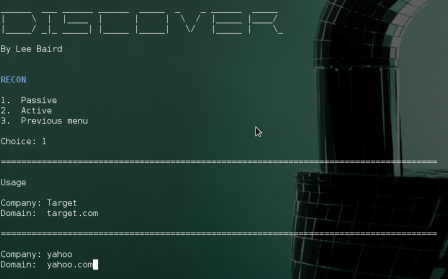 DISCOVER
By Lee Baird
RECON
1. Passive
2. Active
3. Previous menu
Choice: 1
Usage
Company: Target
Domain: target.com
Company: yahoo
Domain: yahoo.com